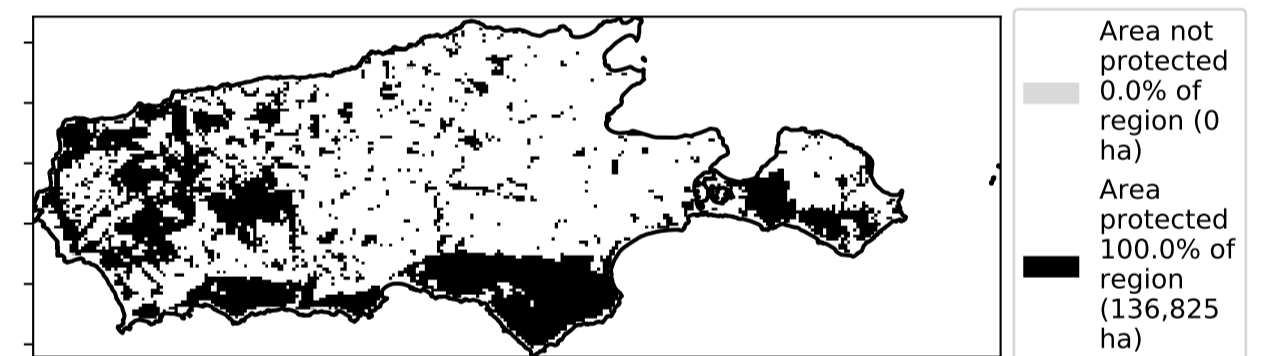 Area not
protected
0.0% of
region (0
ha)
Area
protected
100.0% of
region
(136,825
ha)